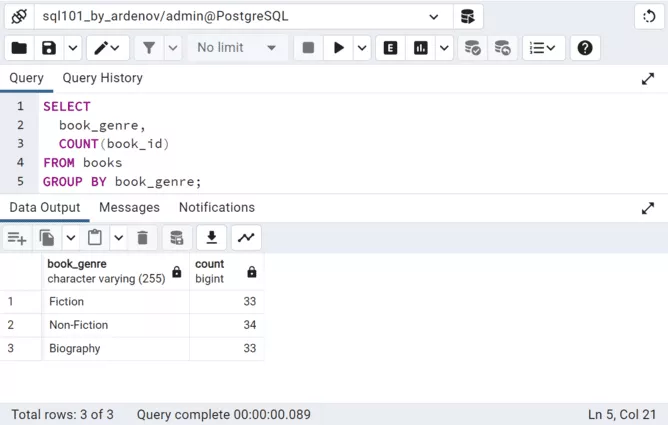 sql101_by_ardenov/admin@PostgreSQL
No limit
E
Query Query History
1 SELECT
2 book_genre,
3 COUNT(book_id)
4 FROM books
5 GROUP BY book_genre;
Data Output Messages Notifications
book_genre count
character varying (255) bigint
1 Fiction 33
2 Non-Fiction 34
3 Biography 33
Total rows: 3 of 3 Query complete 00:00:00.089 Ln 5, Col 21